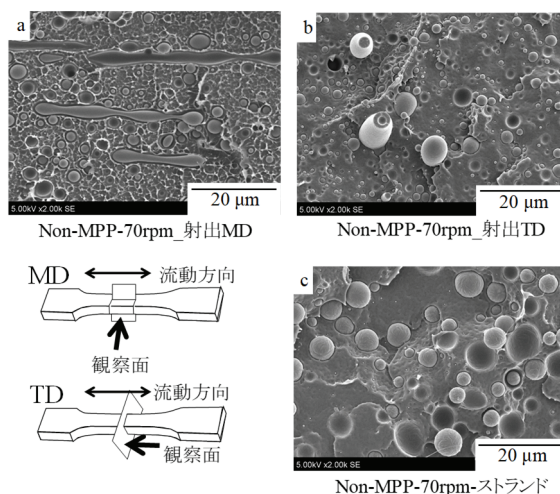 a
20 μm
5.00kV x2.00k SE
Non-MPP-70rpm_射出MD
b
20 μm
5.00kV x2.00k SE
Non-MPP-70rpm_射出TD
MD
流動方向
観察面
TD
流動方向
観察面
c
20 μm
5.00kV x2.00k SE
Non-MPP-70rpm-ストランド